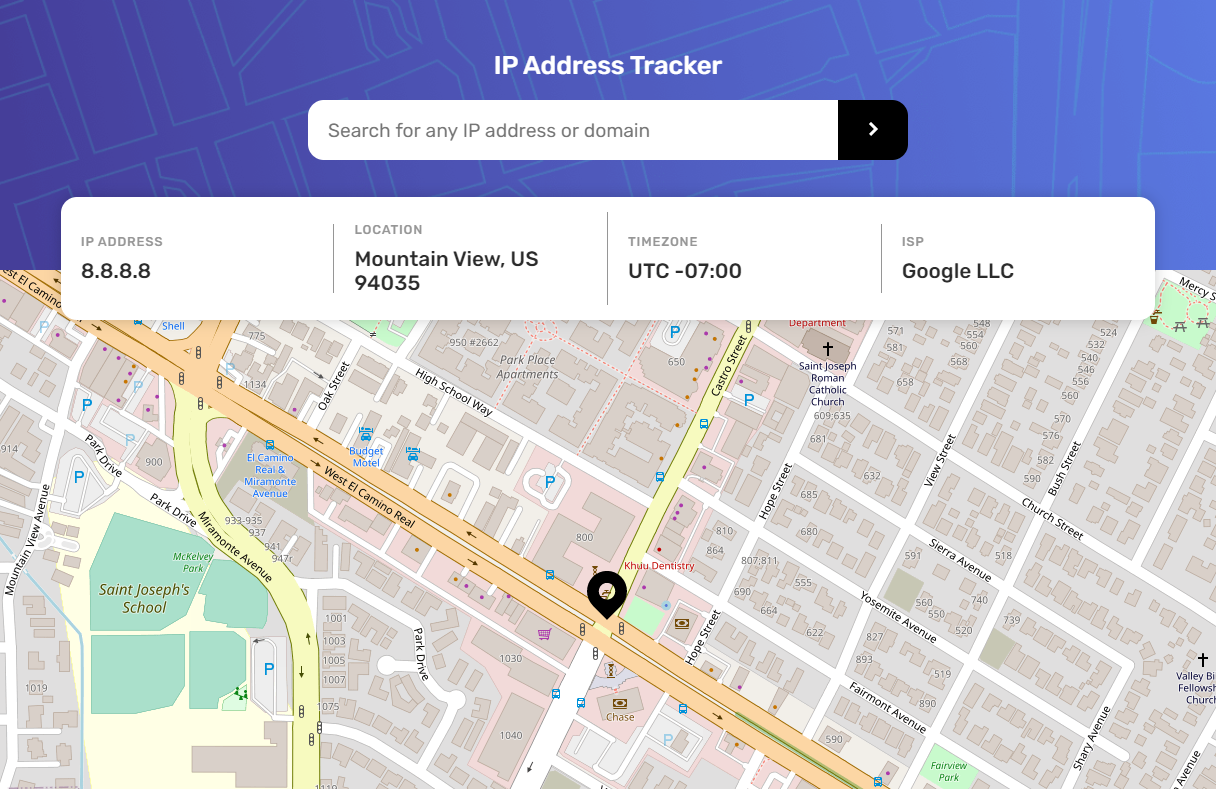 IP Address Tracker
Search for any IP address or domain
IP ADDRESS
8.8.8.8
LOCATION
Mountain View, US
94035
TIMEZONE
UTC -07:00
ISP
Google LLC
Mercy S
est El Camino
Shell
775
950 #2662
Park Place
Apartments
P
650
Castro Street
Department
571
548
554
581
560
568
658
Saint Joseph
Roman
Catholic
Church
609;635
524
532
540
546
556
560
570
576
582
590
P
P
1134
Oak Street
High School Way
P
P
P
681
632
View Street
Bush Street
914
Park Drive
900
P
El Camino
Real &
Miramonte
Avenue
Budget
Motel
West El Camino Real
P
Hope Street
685
680
Church Street
Mountain View Avenue
Park Drive
Miramonte Avenue
933-935
937
941
947r
800
810
864
807;811
Khuu Dentistry
591
518
Sierra Avenue
McKelvey
Park
Saint Joseph's
School
555
690
664
622
560
550
520
740
739
Yosemite Avenue
Hope Street
1001
1003
1005
1007
1075
P
Park Drive
1030
1040
Chase
P
893
527
519
890
Fairmont Avenue
590
Valley Bi
Fellowsh
Church
Shary Avenue
Fairview
Park
1019
1119